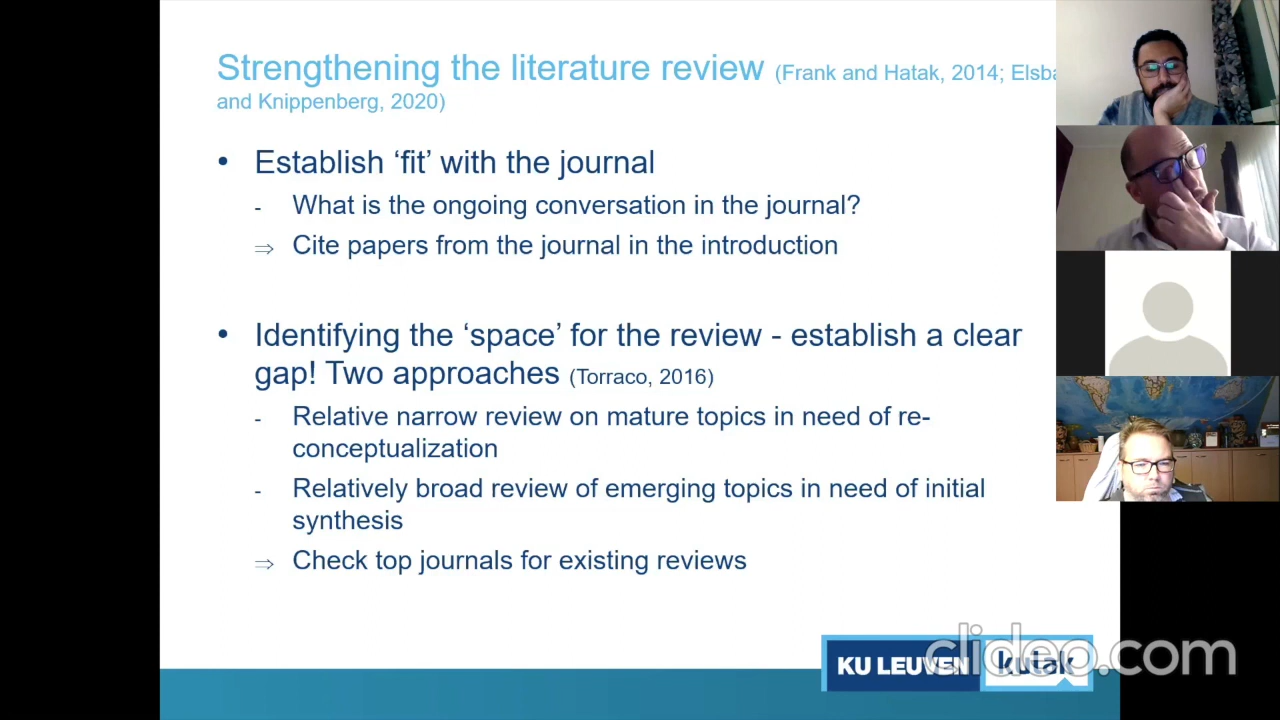 Strengthening the literature review (Frank and Hatak, 2014; Elsba
and Knippenberg, 2020)
• Establish ‘fit’ with the journal
- What is the ongoing conversation in the journal?
⇒ Cite papers from the journal in the introduction
• Identifying the ‘space’ for the review - establish a clear
gap! Two approaches (Torraco, 2016)
- Relative narrow review on mature topics in need of re-
conceptualization
- Relatively broad review of emerging topics in need of initial
synthesis
⇒ Check top journals for existing reviews
KU LEUVEN kulak
clideo.com